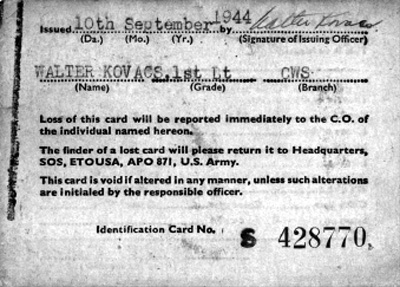 Issued 10th September 1944 by Walter Kovacs
(Da.) (Mo.) (Yr.) (Signature of Issuing Officer)
WALTER KOVACS, 1st Lt CWS
(Name) (Grade) (Branch)
Loss of this card will be reported immediately to the C.O. of
the individual named hereon.
The finder of a lost card will please return it to Headquarters,
SOS, ETOUSA, APO 871, U.S. Army.
This card is void if altered in any manner, unless such alterations
are initialed by the responsible officer.
Identification Card No. S 428770.